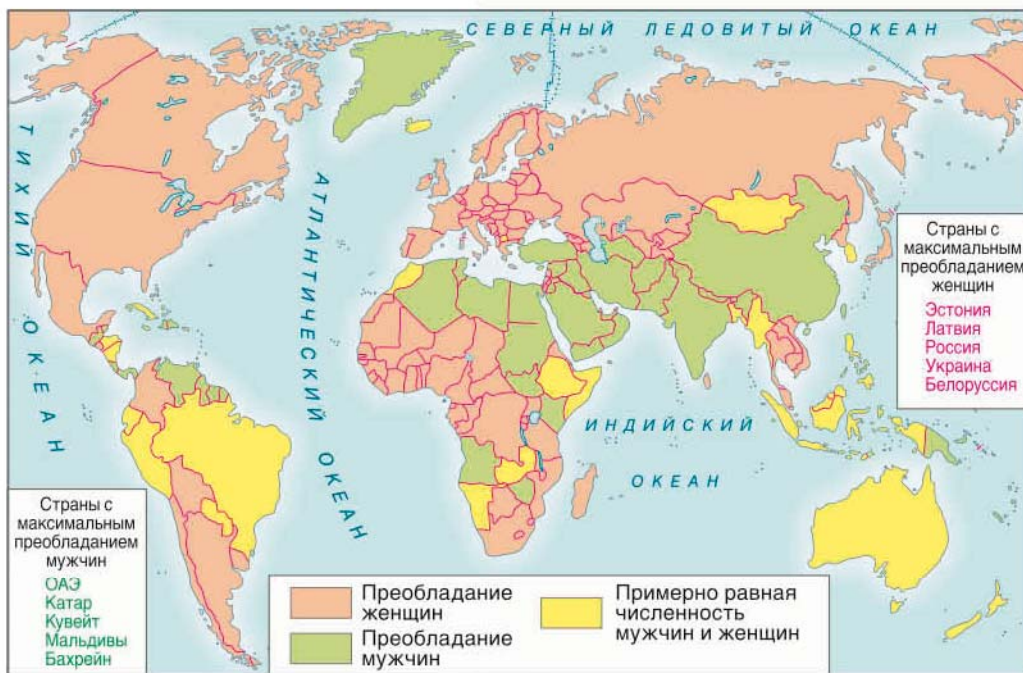 СЕВЕРНЫЙ ЛЕДОВИТЫЙ ОКЕАН
ТИХИЙ ОКЕАН
АТЛАНТИЧЕСКИЙ ОКЕАН
ИНДИЙСКИЙ
ОКЕАН
Страны с
максимальным
преобладанием
женщин
Эстония
Латвия
Россия
Украина
Белоруссия
Страны с
максимальным
преобладанием
мужчин
ОАЭ
Катар
Кувейт
Мальдивы
Бахрейн
Преобладание
женщин
Преобладание
мужчин
Примерно равная
численность
мужчин и женщин